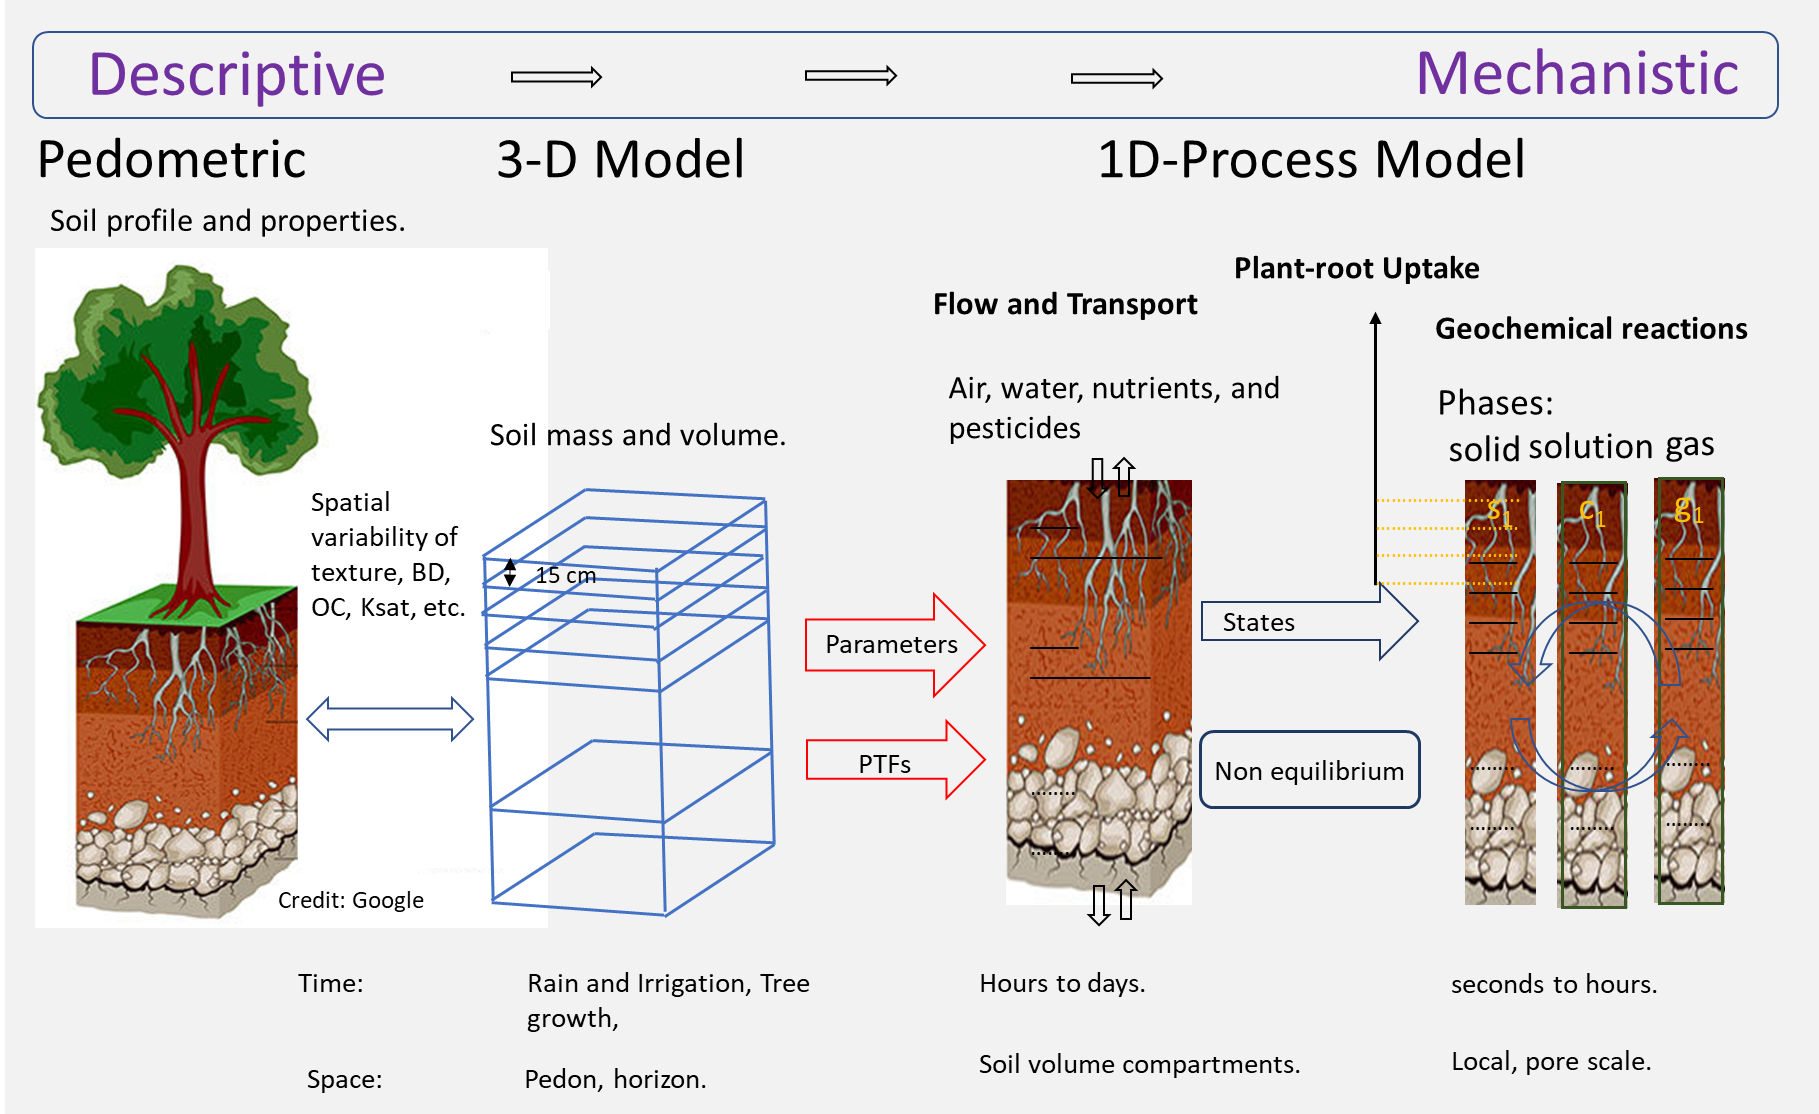 Descriptive
Mechanistic
Pedometric
3-D Model
1D-Process Model
Soil profile and properties.
Plant-root Uptake
Flow and Transport
Geochemical reactions
Air, water, nutrients, and
pesticides
Phases:
solid solution gas
Soil mass and volume.
Spatial
variability of
texture, BD,
OC, Ksat, etc.
15 cm
s1
c1
g1
Parameters
States
PTFs
Non equilibrium
Credit: Google
Time:
Rain and Irrigation, Tree
growth,
Hours to days.
seconds to hours.
Space:
Pedon, horizon.
Soil volume compartments.
Local, pore scale.